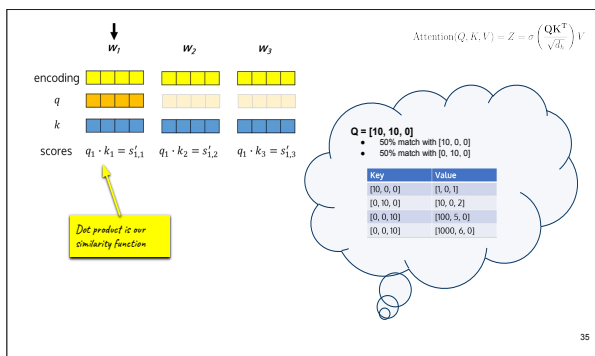 w₁ w₂ w₃
Attention(Q, K, V) = Z = σ(QKᵀ/√dₖ) V
encoding
q
k
scores q₁ · k₁ = s′₁,₁ q₁ · k₂ = s′₁,₂ q₁ · k₃ = s′₁,₃
Dot product is our
similarity function
Q = [10, 10, 0]
• 50% match with [10, 0, 0]
• 50% match with [0, 10, 0]
Key Value
[10, 0, 0] [1, 0, 1]
[0, 10, 0] [10, 0, 2]
[0, 0, 10] [100, 5, 0]
[0, 0, 10] [1000, 6, 0]
35